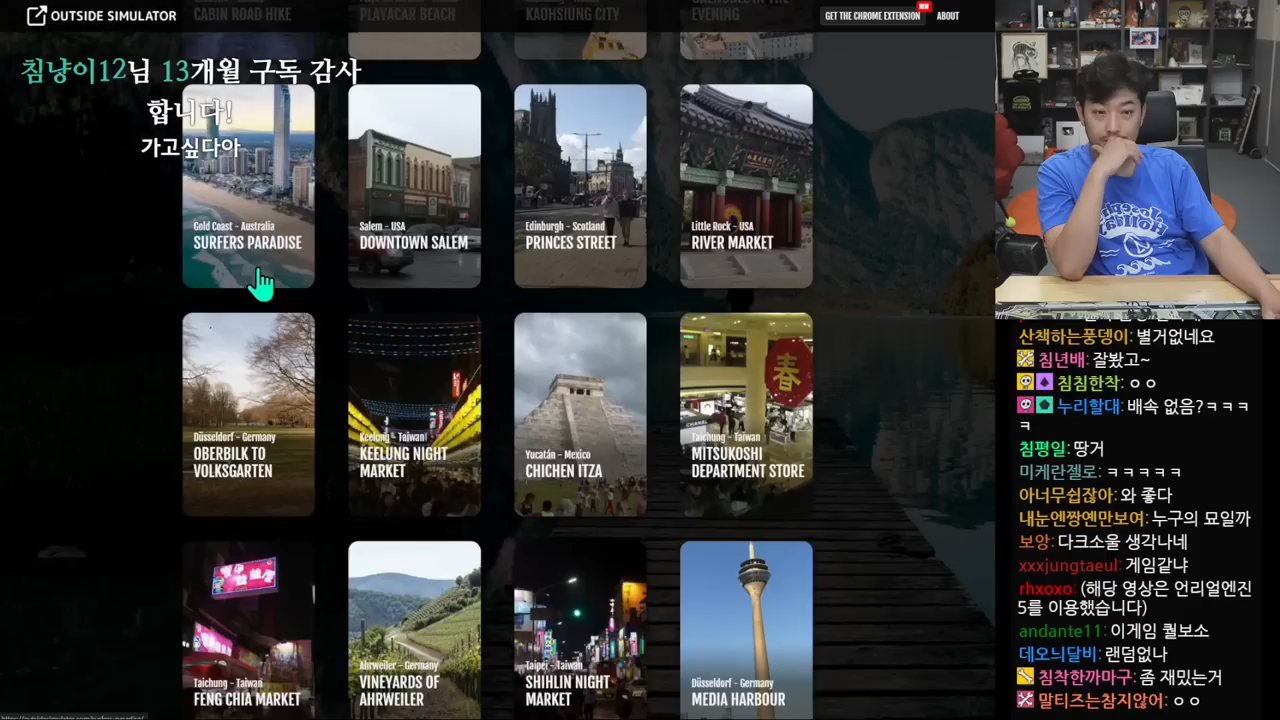 OUTSIDE SIMULATOR
CABIN ROAD HIKE
PLAYACAR BEACH
KAOHSIUNG CITY
EVENING
GET THE CHROME EXTENSION
NEW
ABOUT
침냥이12님 13개월 구독 감사
합니다!
가고싶다아
Gold Coast - Australia
SURFERS PARADISE
Salem - USA
DOWNTOWN SALEM
Edinburgh - Scotland
PRINCES STREET
Little Rock - USA
RIVER MARKET
Düsseldorf - Germany
OBERBILK TO
VOLKSGARTEN
Keelung - Taiwan
KEELUNG NIGHT
MARKET
Yucatán - Mexico
CHICHEN ITZA
春
Taichung - Taiwan
MITSUKOSHI
DEPARTMENT STORE
Taichung - Taiwan
FENG CHIA MARKET
Ahrweiler - Germany
VINEYARDS OF
AHRWEILER
Taipei - Taiwan
SHIHLIN NIGHT
MARKET
Düsseldorf - Germany
MEDIA HARBOUR
산책하는풍뎅이: 별거없네요
침년배: 잘봤고~
침침한착: ㅇㅇ
누리할대: 배속 없음?ㅋㅋㅋ
ㅋ
침평일: 땅거
미케란젤로: ㅋㅋㅋㅋㅋ
아너무쉽잖아: 와 좋다
내눈엔짱옌만보여: 누구의 묘일까
보앙: 다크소울 생각나네
xxxjungtaeul: 게임같냐
rhxoxo: (해당 영상은 언리얼엔진
5를 이용했습니다)
andante11: 이게임 퀄보소
데오늬달비: 랜덤없나
침착한까마구: 좀 재밌는거
말티즈는참지않어: ㅇㅇ